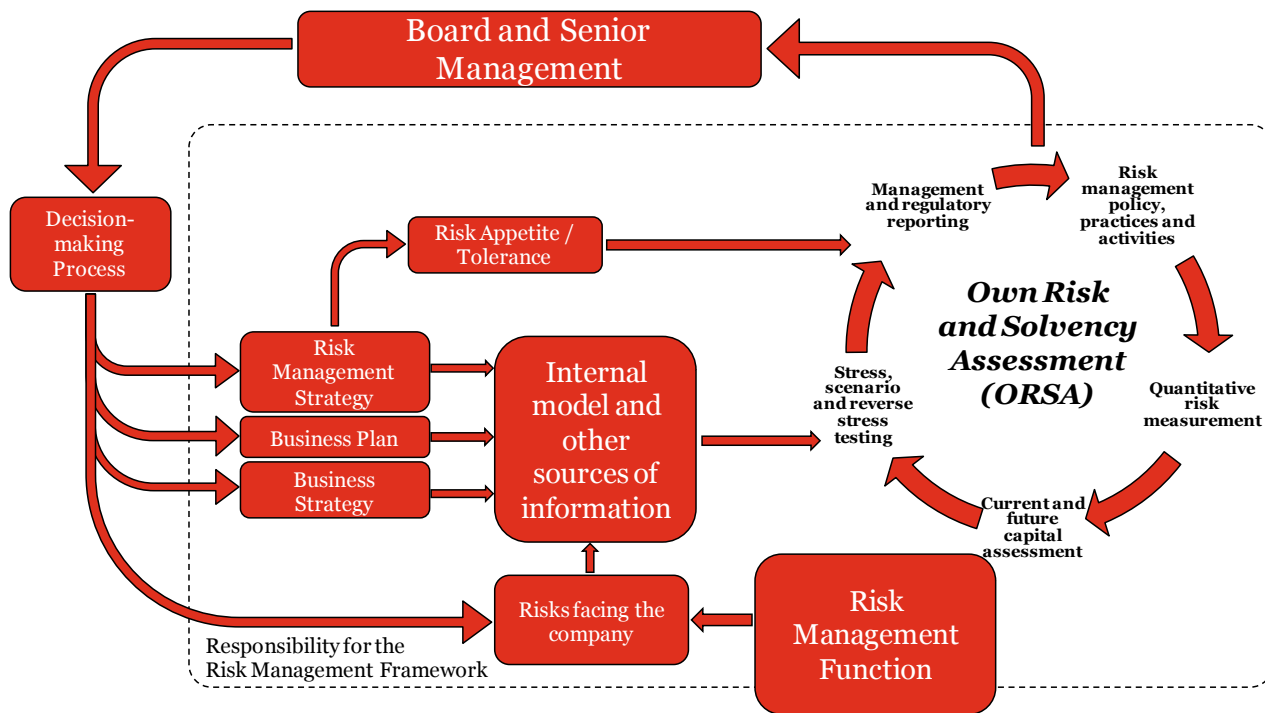 Board and Senior
Management
Decision-
making
Process
Risk Appetite /
Tolerance
Risk
Management
Strategy
Business Plan
Business
Strategy
Internal
model and
other
sources of
information
Risks facing the
company
Risk
Management
Function
Responsibility for the
Risk Management Framework
Management
and regulatory
reporting
Risk
management
policy,
practices and
activities
Own Risk
and Solvency
Assessment
(ORSA)
Stress,
scenario
and reverse
stress
testing
Quantitative
risk
measurement
Current and
future
capital
assessment